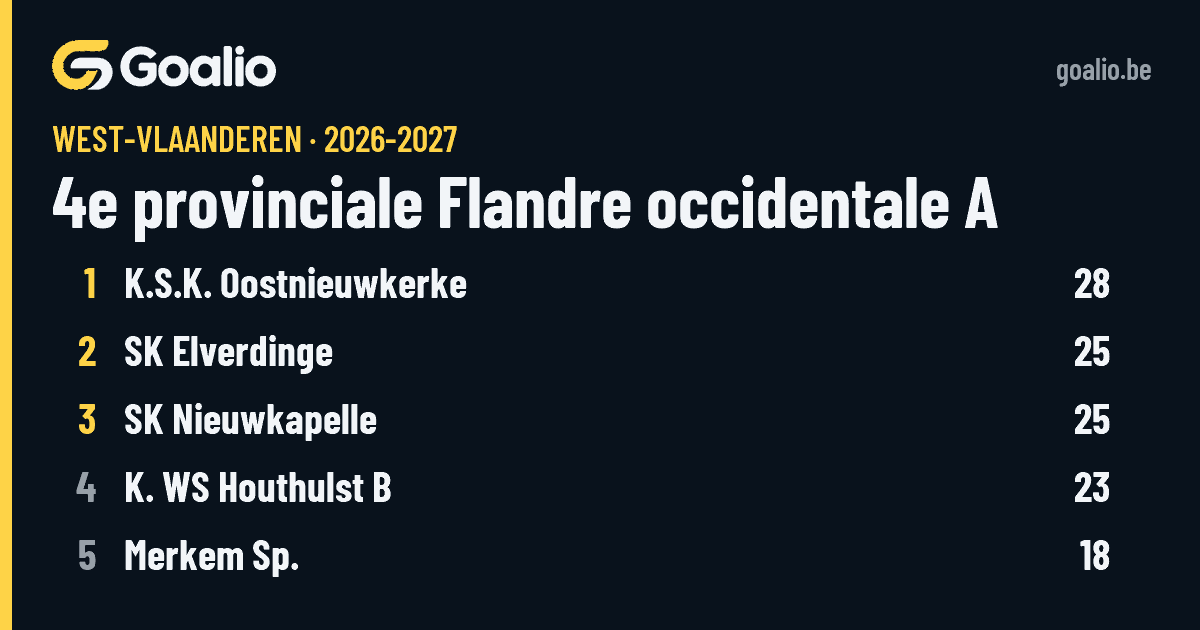 Goalio
goalio.be
WEST-VLAANDEREN · 2026-2027
4e provinciale Flandre occidentale A
1 K.S.K. Oostnieuwkerke 28
2 SK Elverdinge 25
3 SK Nieuwkapelle 25
4 K. WS Houthulst B 23
5 Merkem Sp. 18